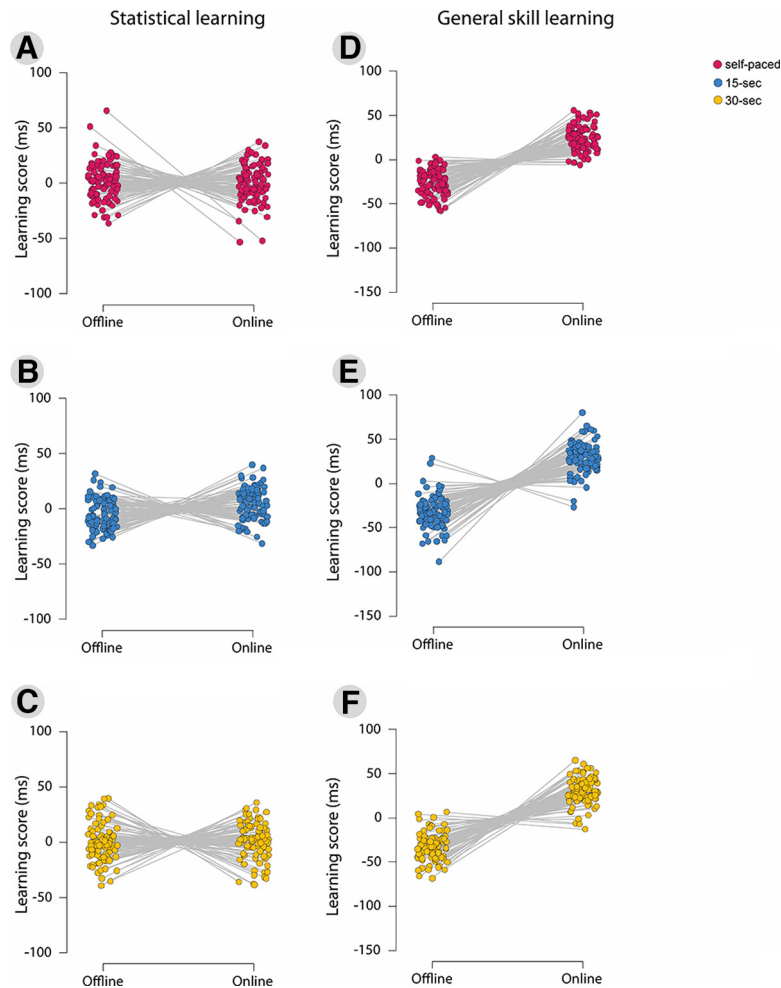 Statistical learning
General skill learning
A
D
self-paced
15-sec
30-sec
100
50
0
-50
-100
Learning score (ms)
Offline
Online
100
50
0
-50
-100
-150
Learning score (ms)
Offline
Online
B
E
100
50
0
-50
-100
Learning score (ms)
Offline
Online
100
50
0
-50
-100
-150
Learning score (ms)
Offline
Online
C
F
100
50
0
-50
-100
Learning score (ms)
Offline
Online
100
50
0
-50
-100
-150
Learning score (ms)
Offline
Online